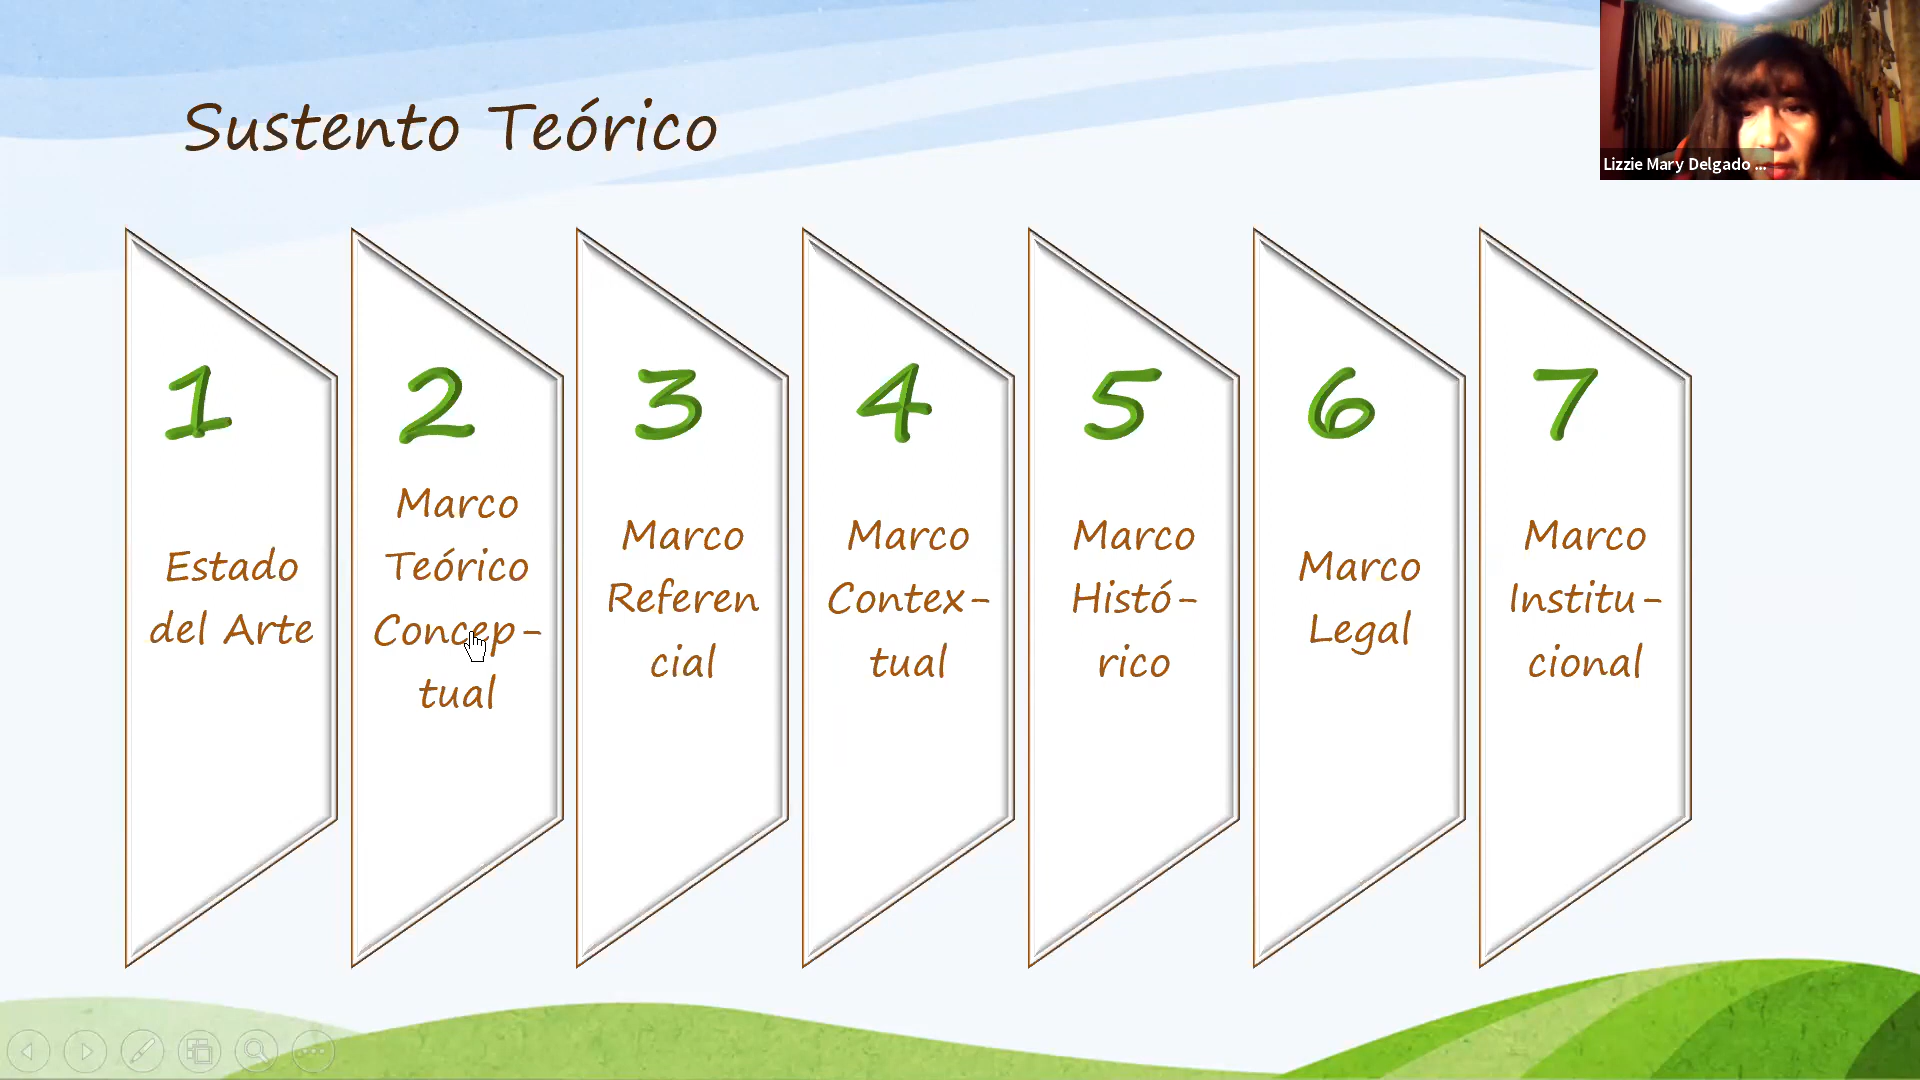 Sustento Teórico
Lizzie Mary Delgado ...
1
Estado
del Arte
2
Marco
Teórico
Concep-
tual
3
Marco
Referen
cial
4
Marco
Contex-
tual
5
Marco
Histó-
rico
6
Marco
Legal
7
Marco
Institu-
cional